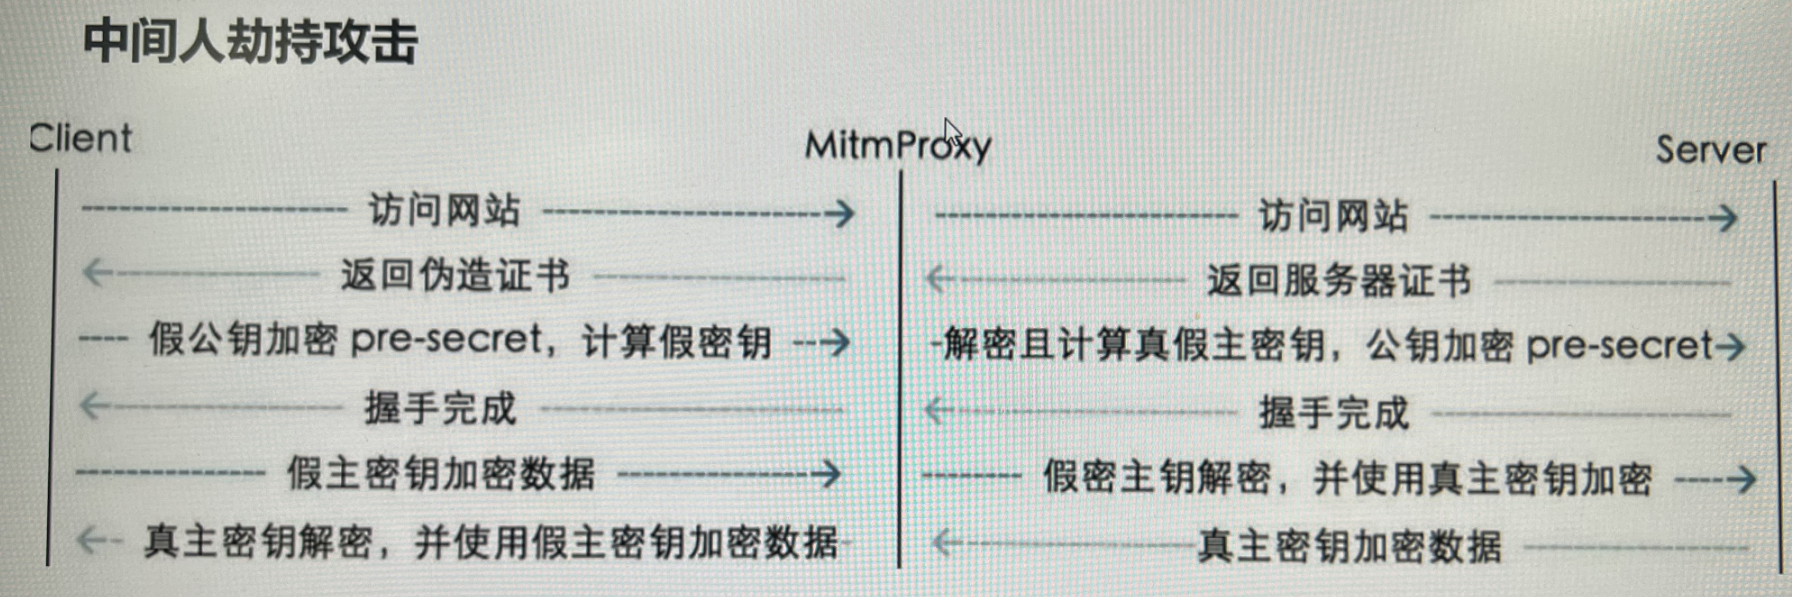 中间人劫持攻击
Client MitmProxy Server
访问网站 访问网站
返回伪造证书 返回服务器证书
假公钥加密 pre-secret，计算假密钥 解密且计算真假主密钥，公钥加密 pre-secret
握手完成 握手完成
假主密钥加密数据 假密主钥解密，并使用真主密钥加密
真主密钥解密，并使用假主密钥加密数据 真主密钥加密数据